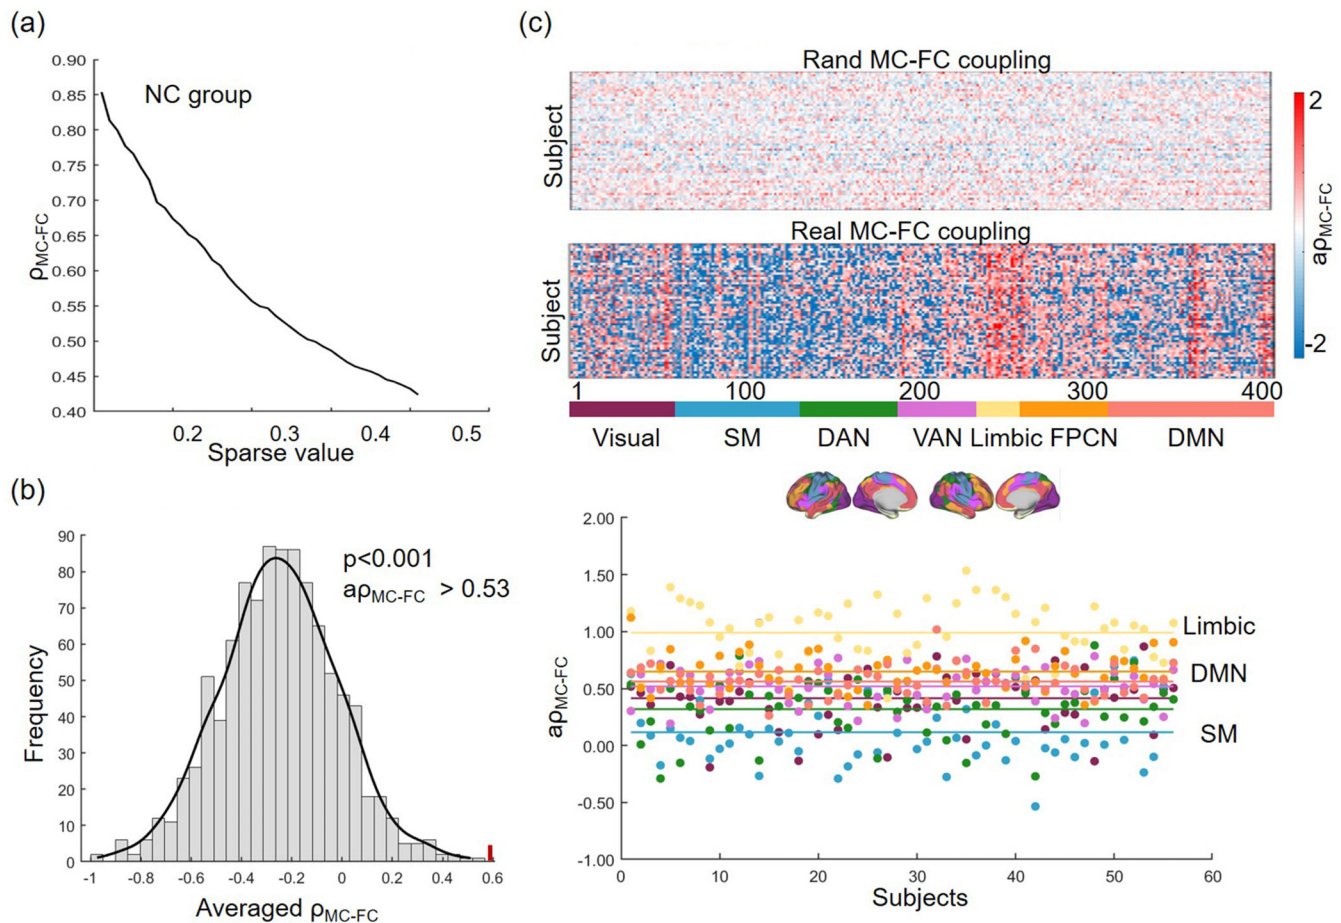 (a)
0.90
0.85
0.80
0.75
0.70
0.65
0.60
0.55
0.50
0.45
0.40
ρMC-FC
NC group
0.2 0.3 0.4 0.5
Sparse value
(b)
90
80
70
60
50
40
30
20
10
0
Frequency
p<0.001
aρMC-FC > 0.53
-1 -0.8 -0.6 -0.4 -0.2 0 0.2 0.4 0.6
Averaged ρMC-FC
(c)
Rand MC-FC coupling
Subject
Real MC-FC coupling
Subject
2
-2
aρMC-FC
1 100 200 300 400
Visual SM DAN VAN Limbic FPCN DMN
2.00
1.50
1.00
0.50
0.00
-0.50
-1.00
aρMC-FC
Limbic
DMN
SM
0 10 20 30 40 50 60
Subjects